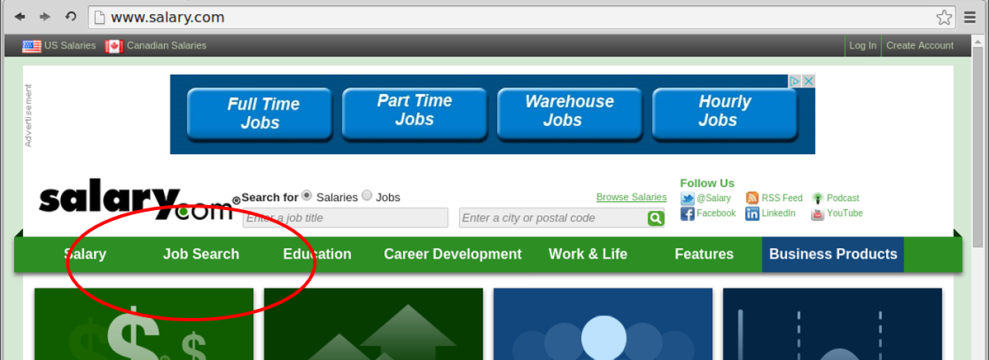 www.salary.com
US Salaries Canadian Salaries Log In Create Account
Advertisement
Full Time Jobs
Part Time Jobs
Warehouse Jobs
Hourly Jobs
salary.com®
Search for Salaries Jobs Browse Salaries
Enter a job title Enter a city or postal code
Follow Us
@Salary RSS Feed Podcast
Facebook LinkedIn YouTube
Salary Job Search Education Career Development Work & Life Features Business Products